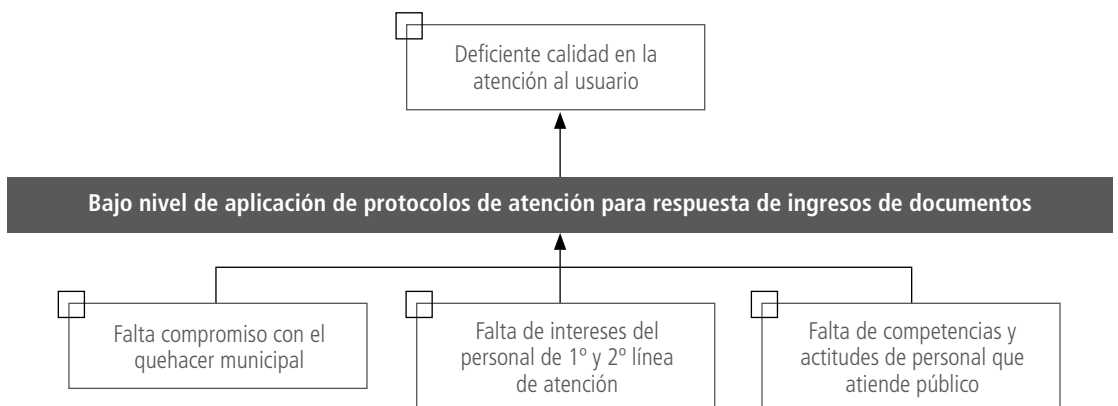 Deficiente calidad en la
atención al usuario
Bajo nivel de aplicación de protocolos de atención para respuesta de ingresos de documentos
Falta compromiso con el
quehacer municipal
Falta de intereses del
personal de 1º y 2º línea
de atención
Falta de competencias y
actitudes de personal que
atiende público